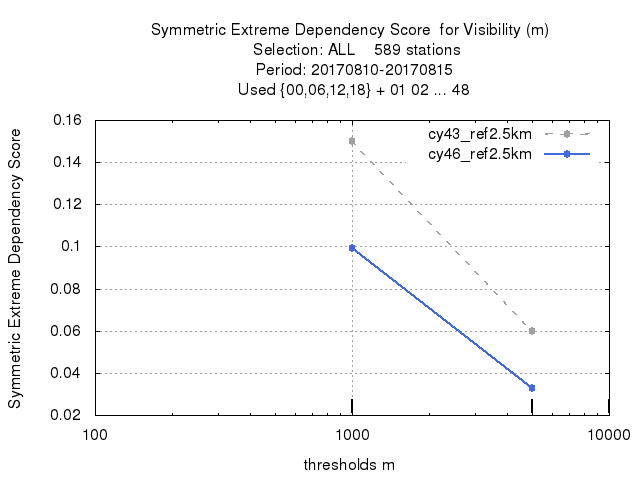 Symmetric Extreme Dependency Score  for Visibility (m)
Selection: ALL    589 stations
Period: 20170810-20170815
Used {00,06,12,18} + 01 02 ... 48
Symmetric Extreme Dependency Score
0.16
0.14
0.12
0.1
0.08
0.06
0.04
0.02
cy43_ref2.5km
cy46_ref2.5km
100
1000
10000
thresholds m